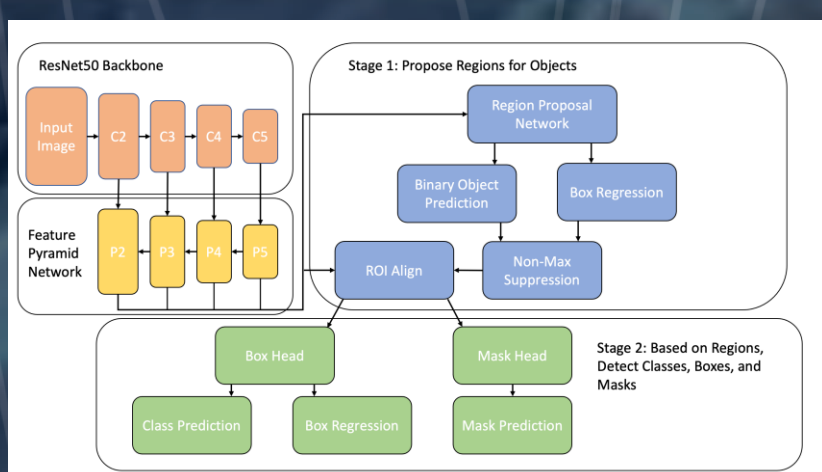 ResNet50 Backbone
Input
Image
C2
C3
C4
C5
Feature
Pyramid
Network
P2
P3
P4
P5
Stage 1: Propose Regions for Objects
Region Proposal
Network
Binary Object
Prediction
Box Regression
ROI Align
Non-Max
Suppression
Box Head
Mask Head
Stage 2: Based on Regions,
Detect Classes, Boxes, and
Masks
Class Prediction
Box Regression
Mask Prediction